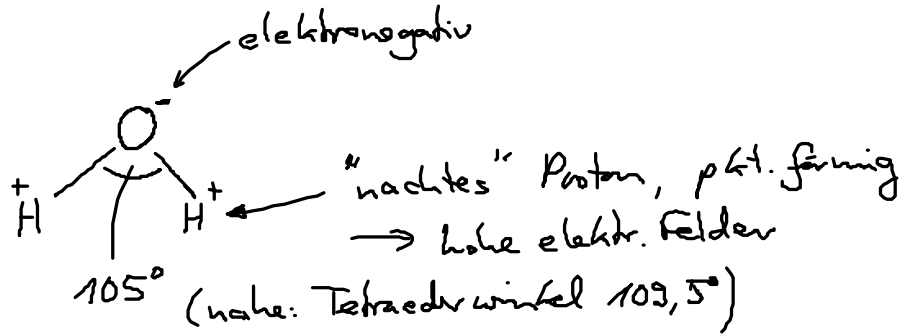 elektronegativ
O⁻
"nacktes" Proton, pkt. förmig
H⁺ H⁺
→ hohe elektr. Felder
105° (nahe: Tetraederwinkel 109,5°)